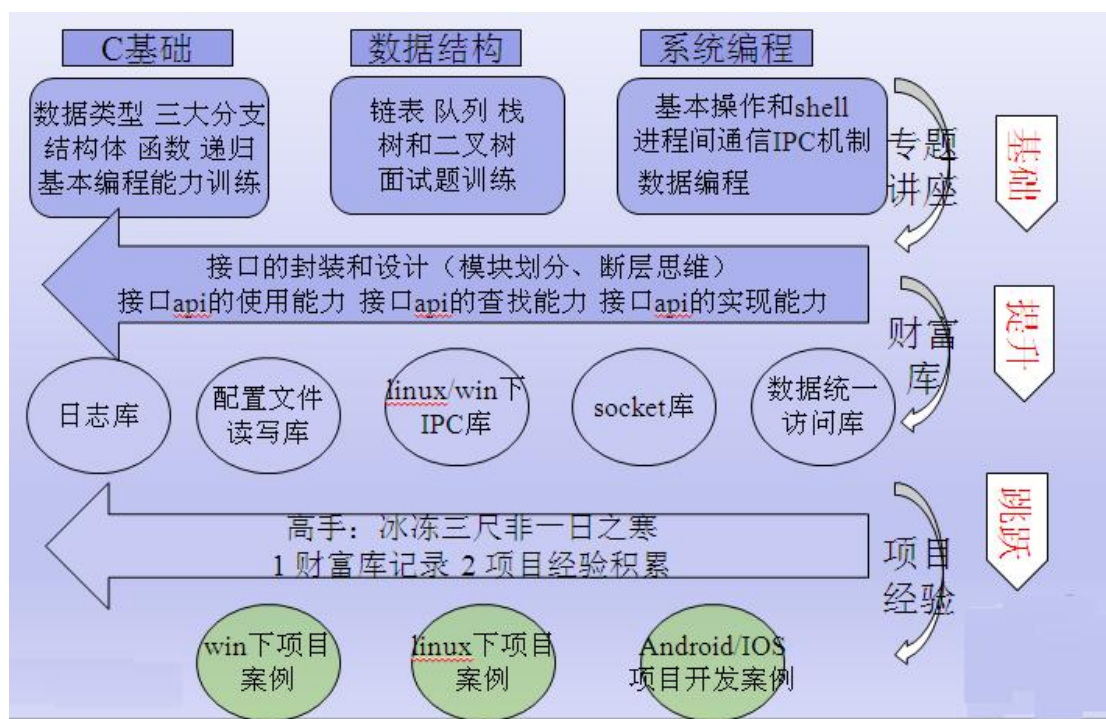 C基础
数据结构
系统编程
数据类型 三大分支
结构体 函数 递归
基本编程能力训练
链表 队列 栈
树和二叉树
面试题训练
基本操作和shell
进程间通信IPC机制
数据编程
专题
讲座
基础
接口的封装和设计（模块划分、断层思维）
接口api的使用能力 接口api的查找能力 接口api的实现能力
财富
库
提升
日志库
配置文件
读写库
linux/win下
IPC库
socket库
数据统一
访问库
高手：冰冻三尺非一日之寒
1 财富库记录 2 项目经验积累
项目
经验
跳跃
win下项目
案例
linux下项目
案例
Android/IOS
项目开发案例